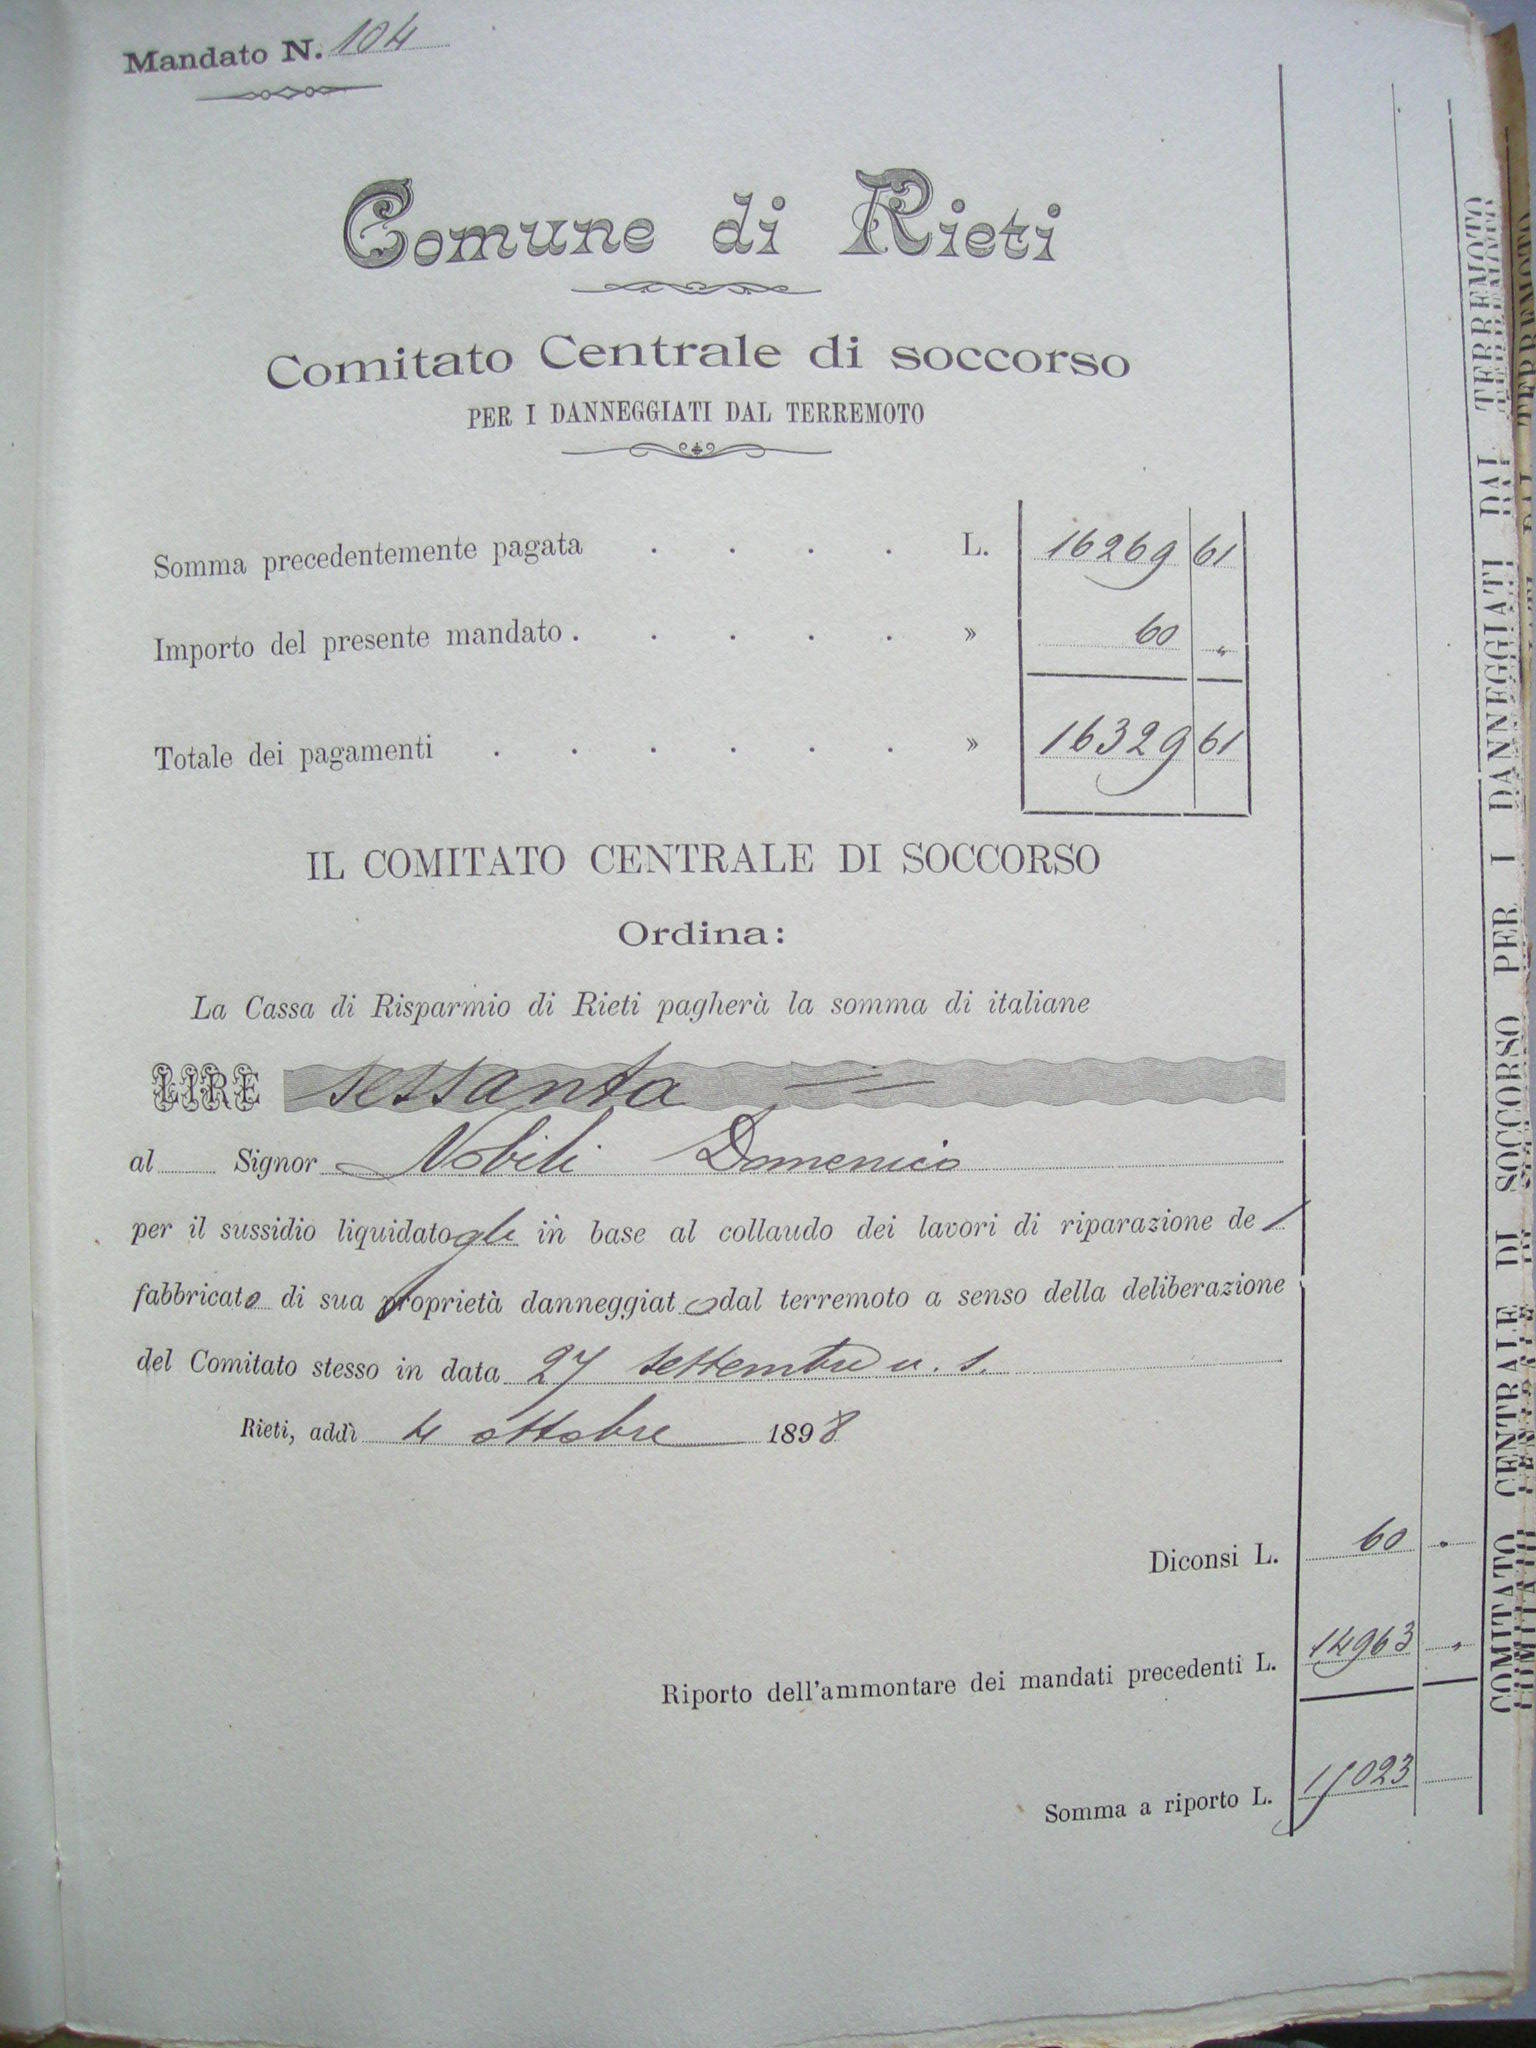 Mandato N. 104
Comune di Rieti
Comitato Centrale di soccorso
PER I DANNEGGIATI DAL TERREMOTO
Somma precedentemente pagata . . . . L. 16269 61
Importo del presente mandato . . . . . » 60 „
Totale dei pagamenti . . . . . . » 16329 61
IL COMITATO CENTRALE DI SOCCORSO
Ordina:
La Cassa di Risparmio di Rieti pagherà la somma di italiane
LIRE sessanta =
al Signor Nobili Domenico
per il sussidio liquidatogli in base al collaudo dei lavori di riparazione del
fabbricato di sua proprietà danneggiato dal terremoto a senso della deliberazione
del Comitato stesso in data 27 settembre u. s.
Rieti, addì 4 ottobre 1898
Diconsi L. 60 „
Riporto dell'ammontare dei mandati precedenti L. 14963 „
Somma a riporto L. 15023
COMITATO CENTRALE DI SOCCORSO PER I DANNEGGIATI DAL TERREMOTO